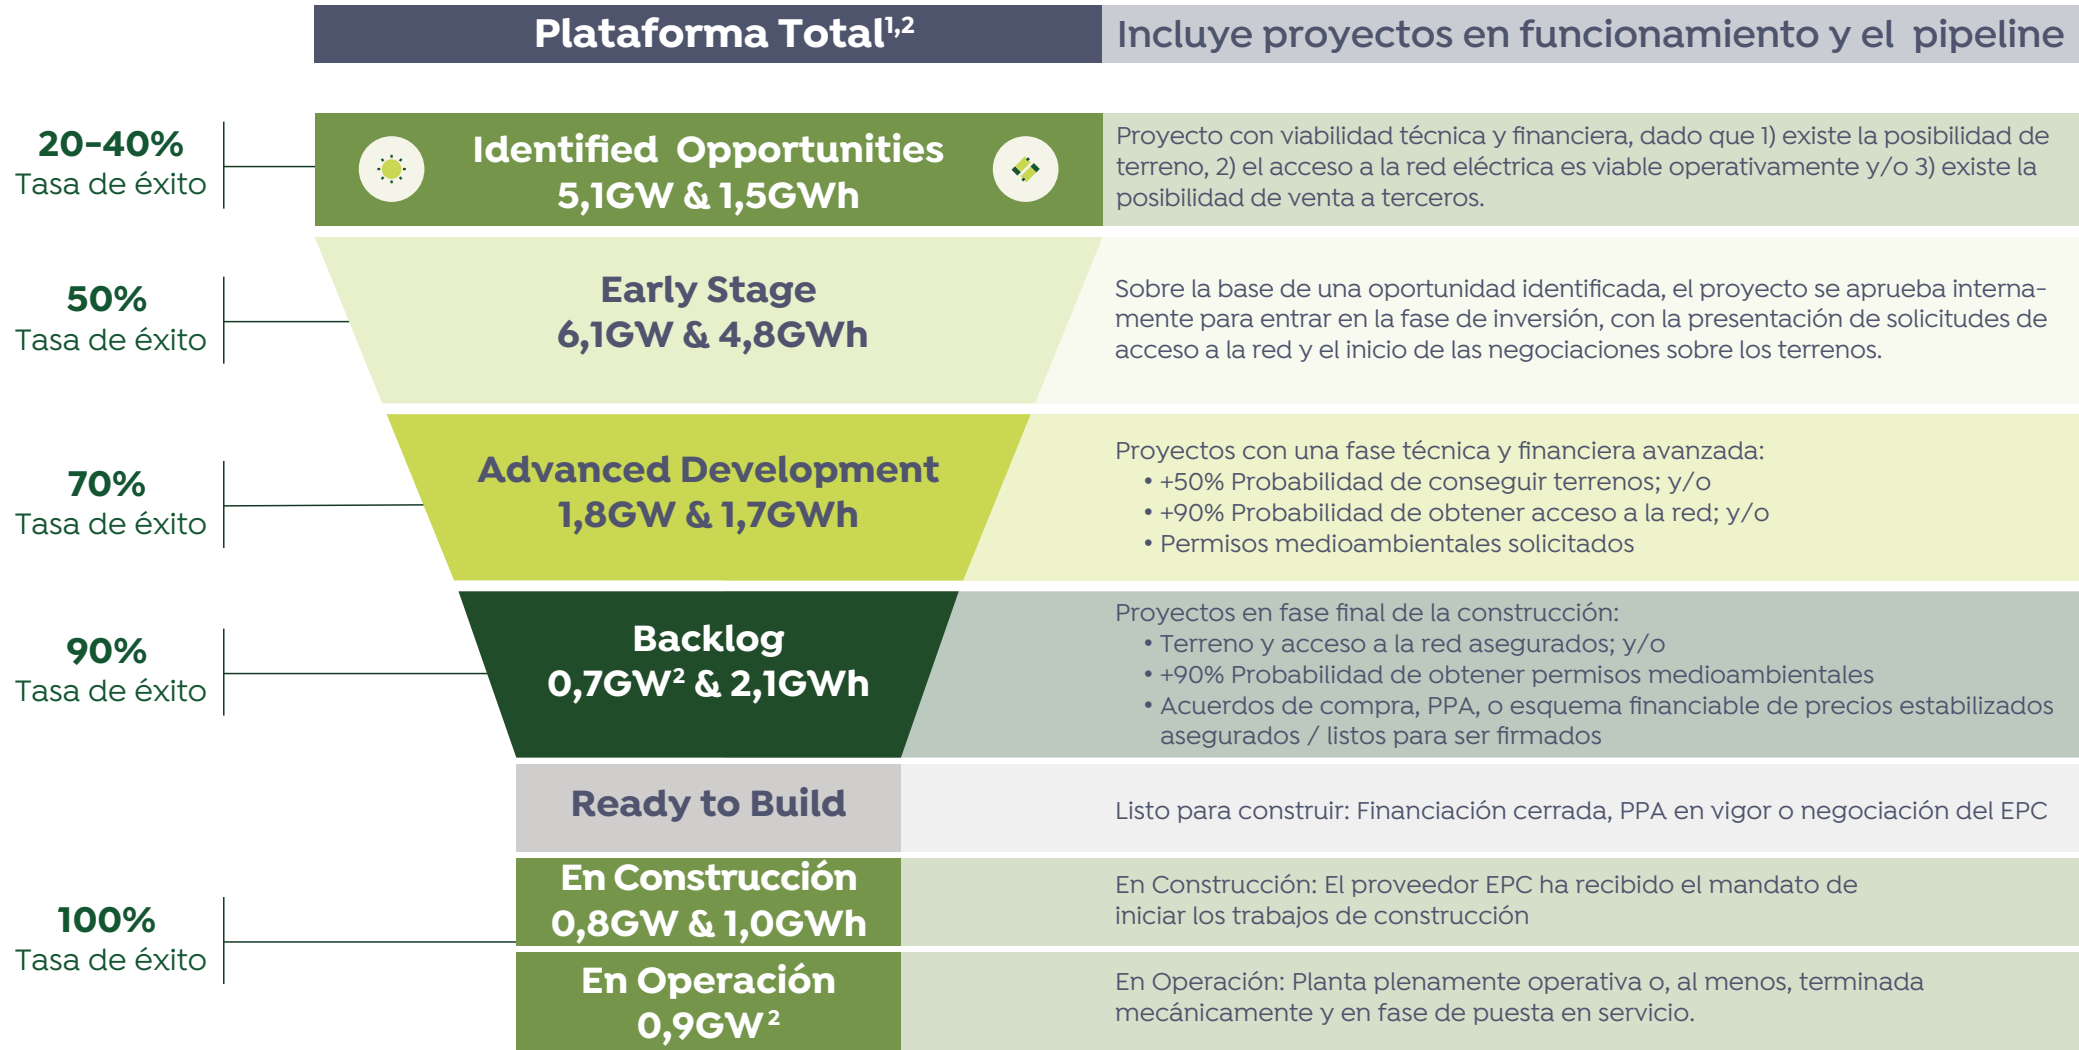 Plataforma Total1,2
Incluye proyectos en funcionamiento y el pipeline
20-40%
Tasa de éxito
Identified Opportunities
5,1GW & 1,5GWh
Proyecto con viabilidad técnica y financiera, dado que 1) existe la posibilidad de
terreno, 2) el acceso a la red eléctrica es viable operativamente y/o 3) existe la
posibilidad de venta a terceros.
50%
Tasa de éxito
Early Stage
6,1GW & 4,8GWh
Sobre la base de una oportunidad identificada, el proyecto se aprueba interna-
mente para entrar en la fase de inversión, con la presentación de solicitudes de
acceso a la red y el inicio de las negociaciones sobre los terrenos.
70%
Tasa de éxito
Advanced Development
1,8GW & 1,7GWh
Proyectos con una fase técnica y financiera avanzada:
• +50% Probabilidad de conseguir terrenos; y/o
• +90% Probabilidad de obtener acceso a la red; y/o
• Permisos medioambientales solicitados
90%
Tasa de éxito
Backlog
0,7GW2 & 2,1GWh
Proyectos en fase final de la construcción:
• Terreno y acceso a la red asegurados; y/o
• +90% Probabilidad de obtener permisos medioambientales
• Acuerdos de compra, PPA, o esquema financiable de precios estabilizados
asegurados / listos para ser firmados
Ready to Build
Listo para construir: Financiación cerrada, PPA en vigor o negociación del EPC
100%
Tasa de éxito
En Construcción
0,8GW & 1,0GWh
En Construcción: El proveedor EPC ha recibido el mandato de
iniciar los trabajos de construcción
En Operación
0,9GW2
En Operación: Planta plenamente operativa o, al menos, terminada
mecánicamente y en fase de puesta en servicio.